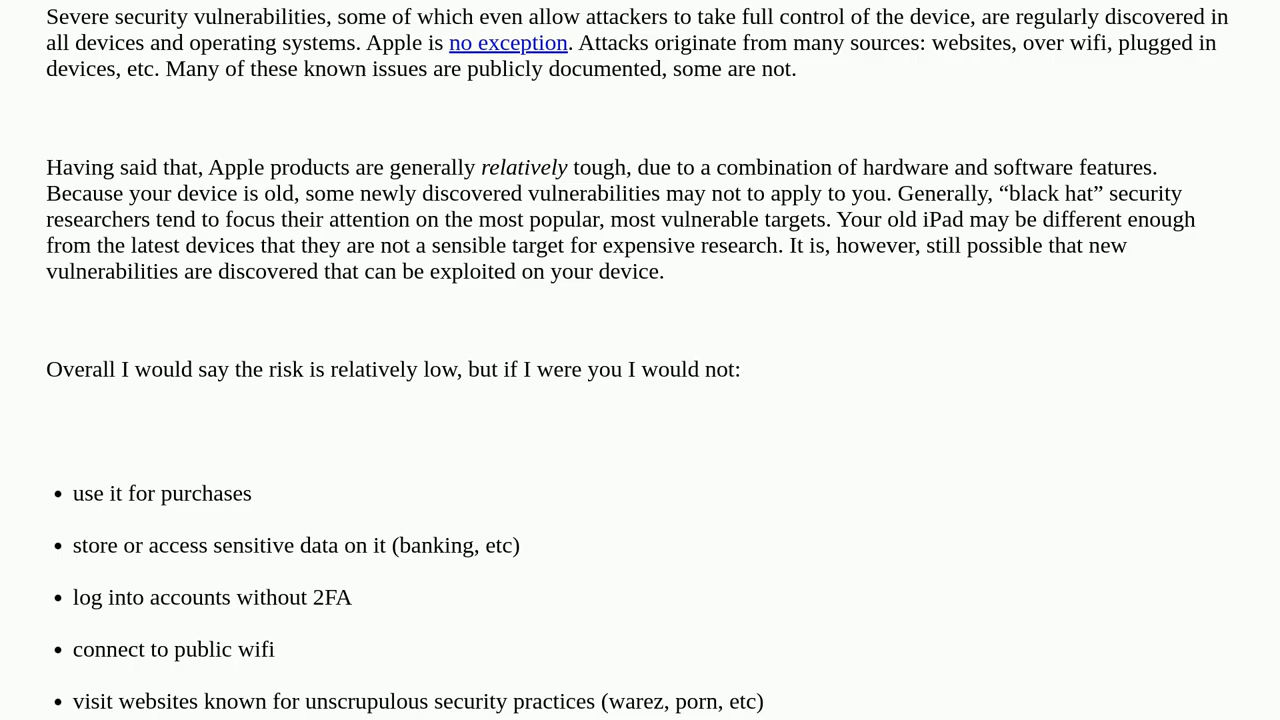 Severe security vulnerabilities, some of which even allow attackers to take full control of the device, are regularly discovered in
all devices and operating systems. Apple is no exception. Attacks originate from many sources: websites, over wifi, plugged in
devices, etc. Many of these known issues are publicly documented, some are not.
Having said that, Apple products are generally relatively tough, due to a combination of hardware and software features.
Because your device is old, some newly discovered vulnerabilities may not to apply to you. Generally, “black hat” security
researchers tend to focus their attention on the most popular, most vulnerable targets. Your old iPad may be different enough
from the latest devices that they are not a sensible target for expensive research. It is, however, still possible that new
vulnerabilities are discovered that can be exploited on your device.
Overall I would say the risk is relatively low, but if I were you I would not:
• use it for purchases
• store or access sensitive data on it (banking, etc)
• log into accounts without 2FA
• connect to public wifi
• visit websites known for unscrupulous security practices (warez, porn, etc)